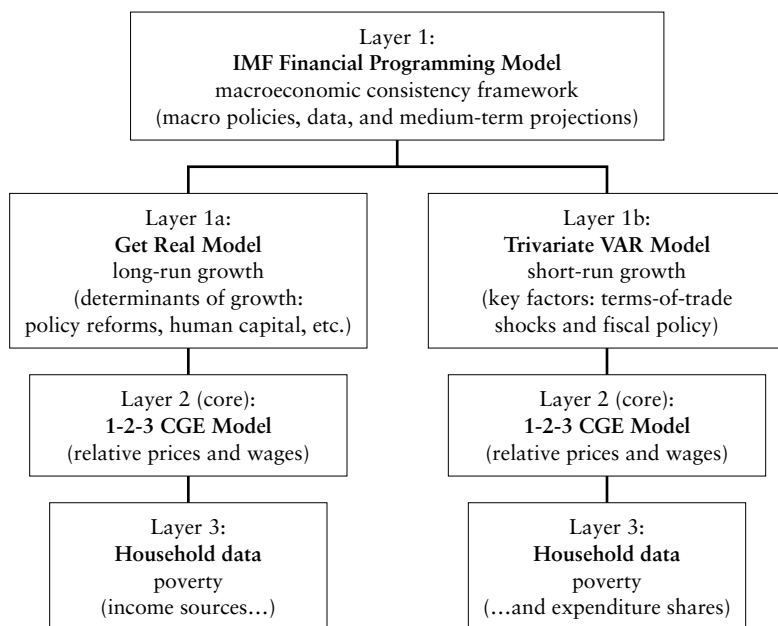 Layer 1:
IMF Financial Programming Model
macroeconomic consistency framework
(macro policies, data, and medium-term projections)
Layer 1a:
Get Real Model
long-run growth
(determinants of growth:
policy reforms, human capital, etc.)
Layer 1b:
Trivariate VAR Model
short-run growth
(key factors: terms-of-trade
shocks and fiscal policy)
Layer 2 (core):
1-2-3 CGE Model
(relative prices and wages)
Layer 2 (core):
1-2-3 CGE Model
(relative prices and wages)
Layer 3:
Household data
poverty
(income sources…)
Layer 3:
Household data
poverty
(…and expenditure shares)